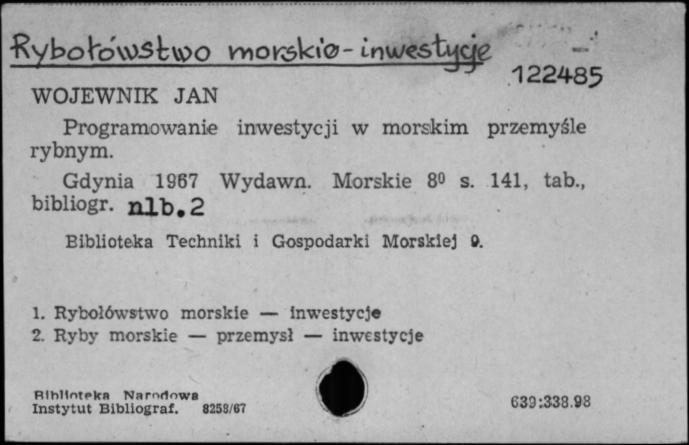 Rybołówstwo morskie - inwestycje
122485
WOJEWNIK JAN
Programowanie inwestycji w morskim przemyśle
rybnym.
Gdynia 1967 Wydawn. Morskie 8⁰ s. 141, tab.,
bibliogr. nlb. 2
Biblioteka Techniki i Gospodarki Morskiej 9.
1. Rybołówstwo morskie — inwestycje
2. Ryby morskie — przemysł — inwestycje
Biblioteka Narodowa
Instytut Bibliograf. 8258/67
639:338.98